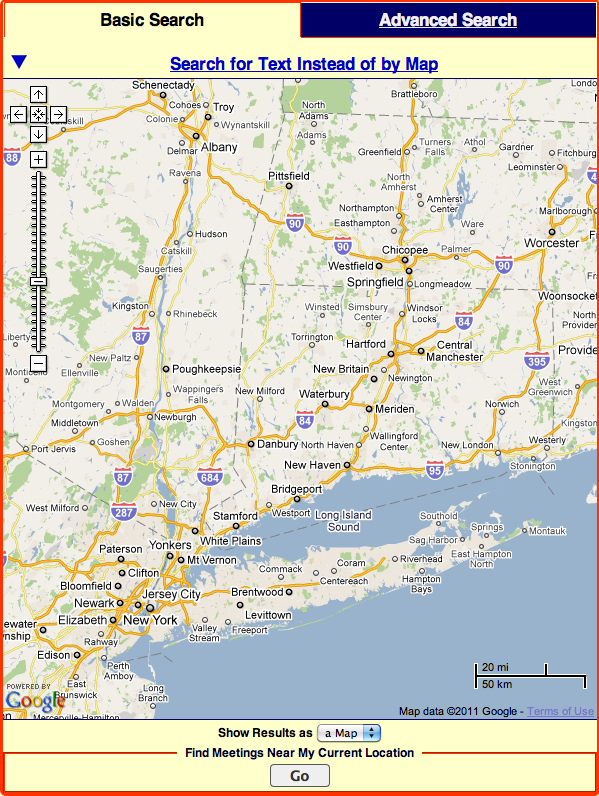 Basic Search
Advanced Search
Search for Text Instead of by Map
Schenectady
Cohoes
Troy
Colonie
Wynantskill
Delmar
Albany
Ravena
North
Adams
Adams
Pittsfield
Brattleboro
London
Greenfield
Turners
Falls
Athol
Gardner
Fitchburg
Leominster
North
Amherst
Amherst
Center
Northampton
Easthampton
Ware
Marlborough
Worcester
88
90
90
90
Chicopee
Palmer
Westfield
Springfield
Longmeadow
Hudson
Catskill
Saugerties
Kingston
Rhinebeck
Winsted
Simsbury
Center
Windsor
Locks
84
Woonsocket
North
Providence
Providence
87
Liberty
New Paltz
Monticello
Ellenville
Poughkeepsie
Torrington
Hartford
Central
Manchester
395
New Britain
Newington
West
Greenwich
Wappingers
Falls
New Milford
Waterbury
Meriden
Norwich
Kingston
Montgomery
Walden
Newburgh
Middletown
Goshen
Port Jervis
84
Danbury
North Haven
Wallingford
Center
New London
Westerly
Stonington
New Haven
95
87
684
287
Bridgeport
West Milford
New City
Stamford
Westport
Long Island
Sound
Southold
Springs
Montauk
Sag Harbor
East Hampton
North
White Plains
Yonkers
Mt Vernon
Paterson
Clifton
Bloomfield
Newark
Jersey City
Elizabeth
New York
Commack
Coram
Centereach
Riverhead
Hampton
Bays
Brentwood
Levittown
Valley
Stream
Freeport
Rahway
Edison
Perth
Amboy
East
Brunswick
Long
Branch
20 mi
50 km
POWERED BY
Google
Map data ©2011 Google - Terms of Use
Show Results as a Map
Find Meetings Near My Current Location
Go